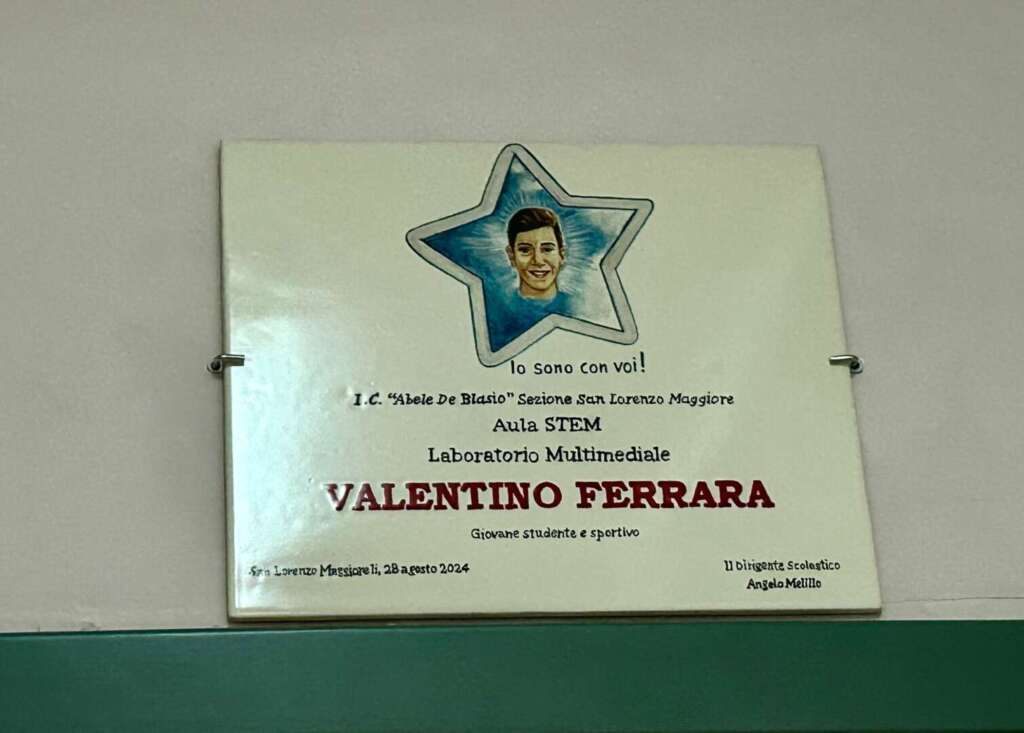 Io sono con voi!
I.C. "Abele De Blasio" Sezione San Lorenzo Maggiore
Aula STEM
Laboratorio Multimediale
VALENTINO FERRARA
Giovane studente e sportivo
San Lorenzo Maggiore li, 28 agosto 2024
Il Dirigente Scolastico
Angelo Melillo